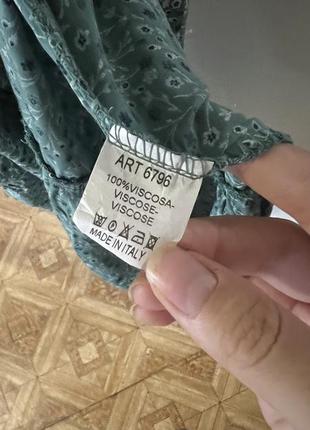 ART 6796
100%VISCOSA-
VISCOSE-
VISCOSE
MADE IN ITALY